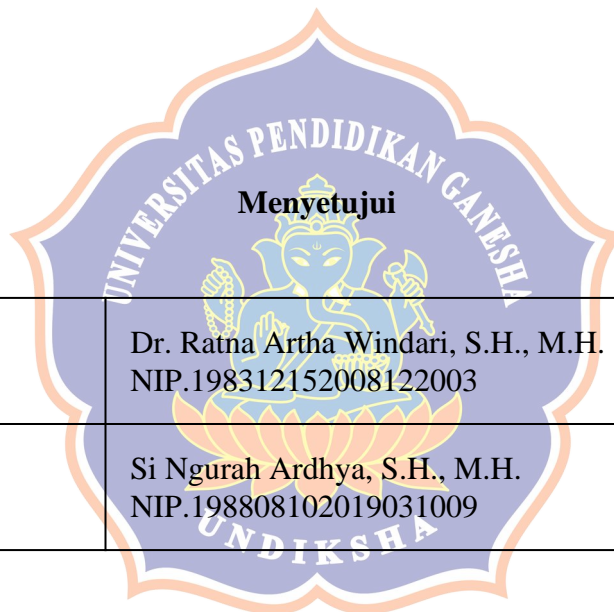 UNIVERSITAS PENDIDIKAN GANESHA
Menyetujui
Dr. Ratna Artha Windari, S.H., M.H.
NIP.198312152008122003
Si Ngurah Ardhya, S.H., M.H.
NIP.198808102019031009
UNDIKSHA